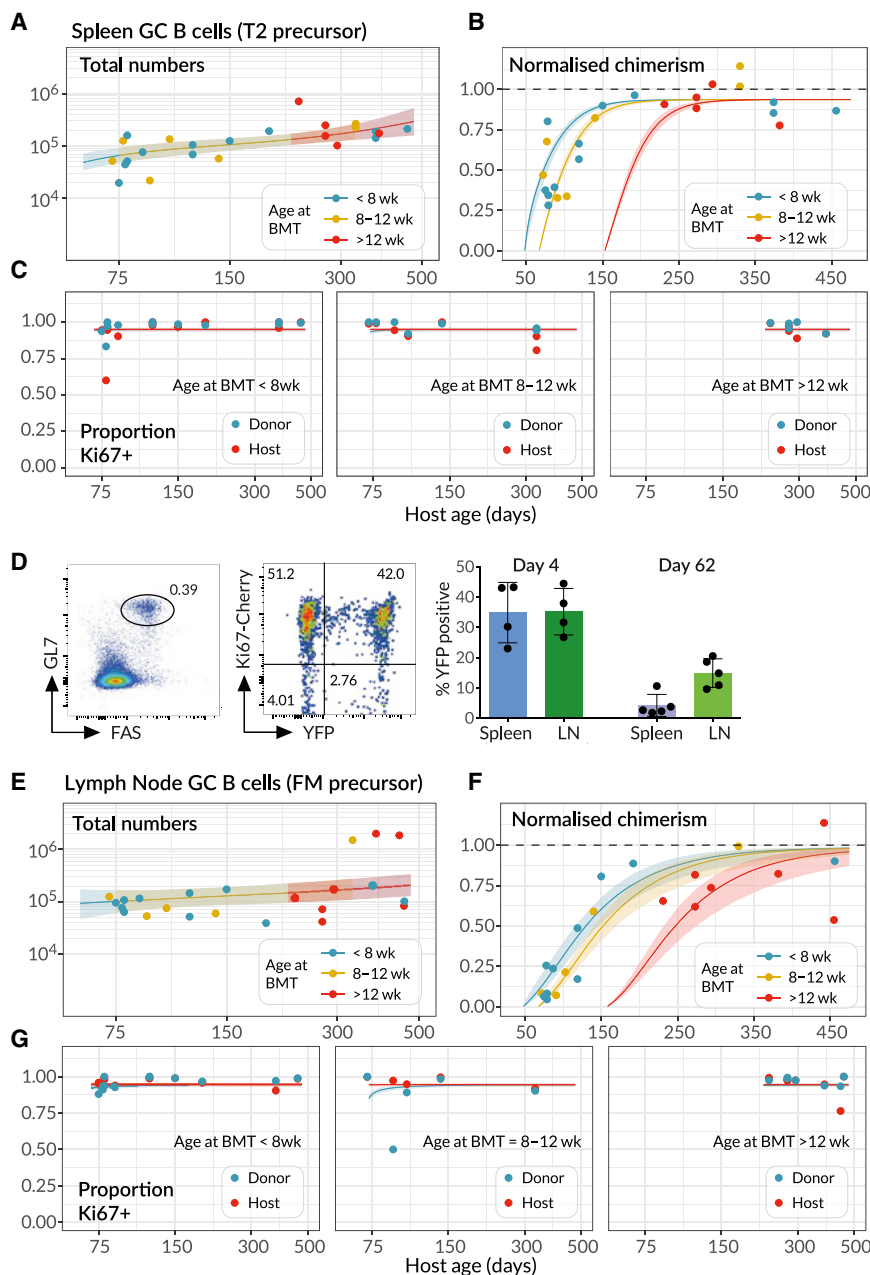 A
Spleen GC B cells (T2 precursor)
Total numbers
10⁶
10⁵
10⁴
Age at BMT
< 8 wk
8–12 wk
>12 wk
75 150 300 500
B
Normalised chimerism
1.00
0.75
0.50
0.25
0.00
Age at BMT
< 8 wk
8–12 wk
>12 wk
50 150 250 350 450
C
1.00
0.75
0.50
0.25
0.00
Age at BMT < 8wk
Proportion
Ki67+
Donor
Host
75 150 300 500
Age at BMT 8–12 wk
Donor
Host
75 150 300 500
Age at BMT >12 wk
Donor
Host
75 150 300 500
Host age (days)
D
0.39
GL7
FAS
51.2
42.0
4.01
2.76
Ki67-Cherry
YFP
Day 4
Day 62
% YFP positive
50
40
30
20
10
0
Spleen
LN
Spleen
LN
E
Lymph Node GC B cells (FM precursor)
Total numbers
10⁶
10⁵
10⁴
Age at BMT
< 8 wk
8–12 wk
>12 wk
75 150 300 500
F
Normalised chimerism
1.00
0.75
0.50
0.25
0.00
Age at BMT
< 8 wk
8–12 wk
>12 wk
50 150 250 350 450
G
1.00
0.75
0.50
0.25
0.00
Age at BMT < 8wk
Proportion
Ki67+
Donor
Host
75 150 300 500
Age at BMT = 8–12 wk
Donor
Host
75 150 300 500
Age at BMT >12 wk
Donor
Host
75 150 300 500
Host age (days)